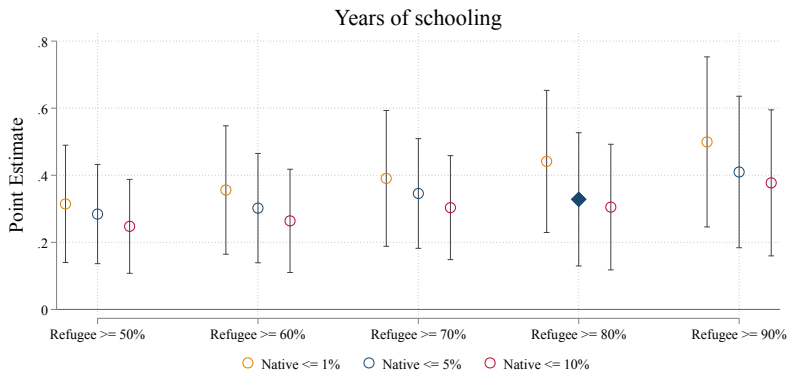 Years of schooling
Point Estimate
.8
.6
.4
.2
0
Refugee >= 50% Refugee >= 60% Refugee >= 70% Refugee >= 80% Refugee >= 90%
Native <= 1% Native <= 5% Native <= 10%